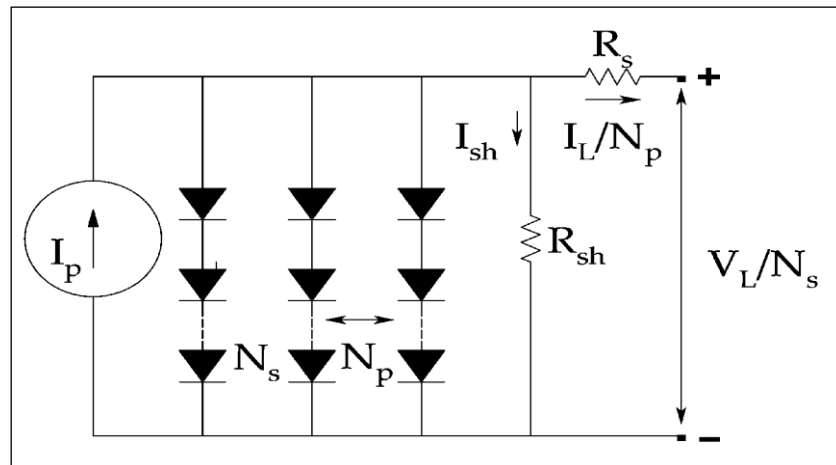 R_s
+
I_sh
I_L/N_p
I_p
R_sh
V_L/N_s
N_s
N_p
−